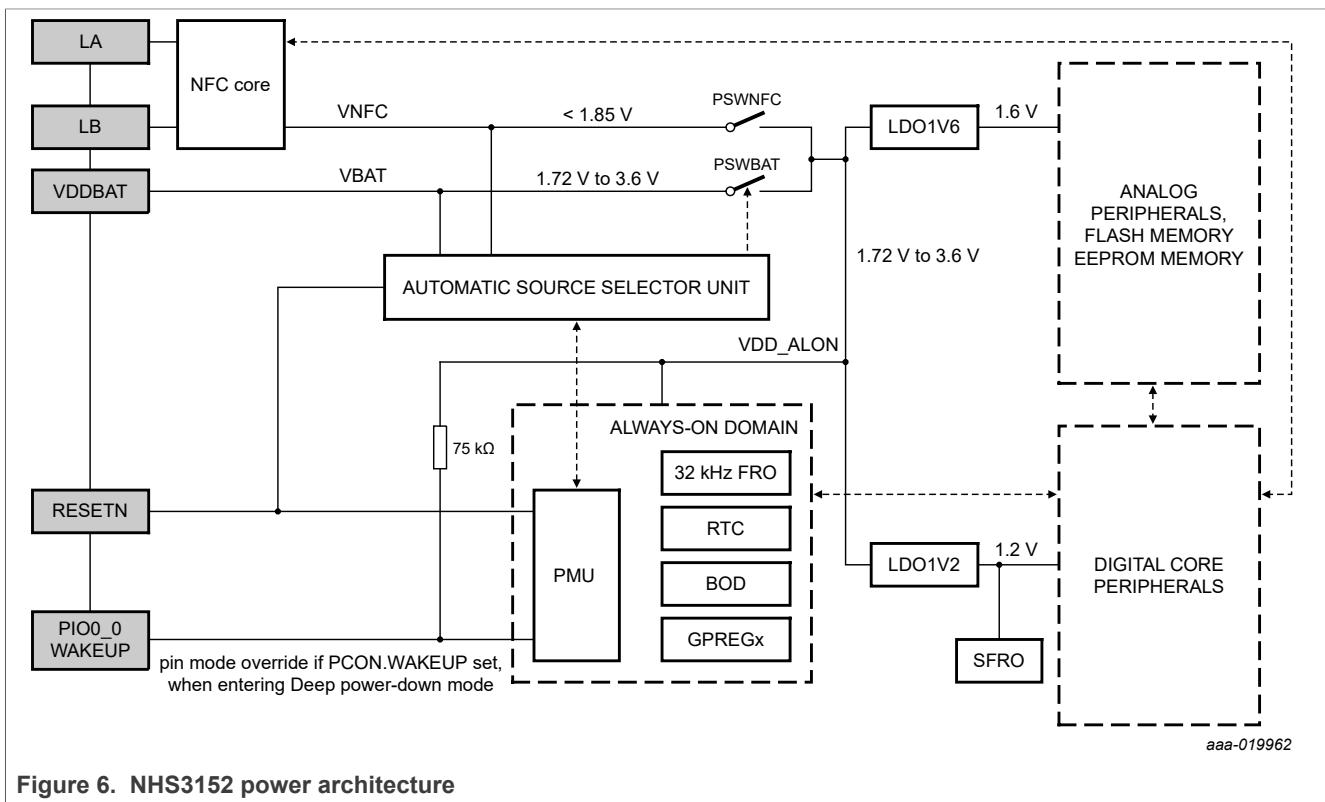 LA
NFC core
LB
VDDBAT
VNFC
< 1.85 V
PSWNFC
VBAT
1.72 V to 3.6 V
PSWBAT
LDO1V6
1.6 V
ANALOG
PERIPHERALS,
FLASH MEMORY
EEPROM MEMORY
1.72 V to 3.6 V
AUTOMATIC SOURCE SELECTOR UNIT
VDD_ALON
75 kΩ
ALWAYS-ON DOMAIN
32 kHz FRO
RTC
BOD
GPREGx
PMU
RESETN
PIO0_0
WAKEUP
pin mode override if PCON.WAKEUP set,
when entering Deep power-down mode
LDO1V2
1.2 V
SFRO
DIGITAL CORE
PERIPHERALS
aaa-019962
Figure 6. NHS3152 power architecture